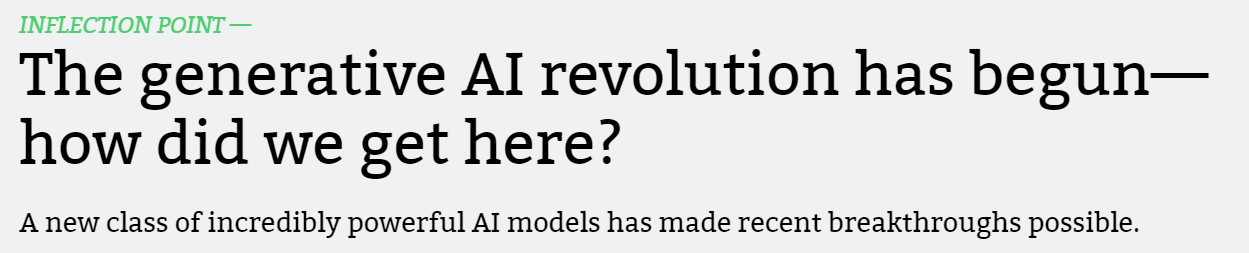 INFLECTION POINT —
The generative AI revolution has begun—
how did we get here?
A new class of incredibly powerful AI models has made recent breakthroughs possible.